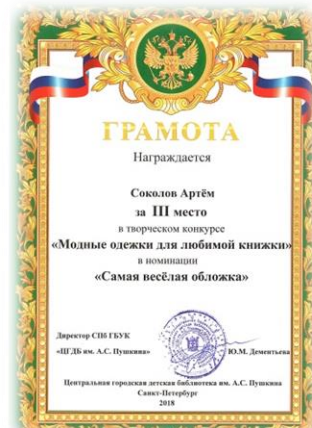 ГРАМОТА
Награждается
Соколов Артём
за III место
в творческом конкурсе
«Модные одежки для любимой книжки»
в номинации
«Самая весёлая обложка»
Директор СПб ГБУК
«ЦГДБ им. А.С. Пушкина»
Ю.М. Дементьева
Центральная городская детская библиотека им. А.С. Пушкина
Санкт-Петербург
2018